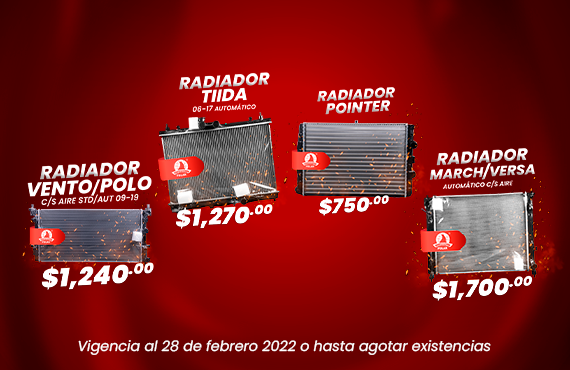 RADIADOR
TIIDA
06-17 AUTOMÁTICO
$1,270.00
RADIADOR
POINTER
$750.00
RADIADOR
VENTO/POLO
C/S AIRE STD/AUT 09-19
$1,240.00
RADIADOR
MARCH/VERSA
AUTOMÁTICO C/S AIRE
$1,700.00
Vigencia al 28 de febrero 2022 o hasta agotar existencias